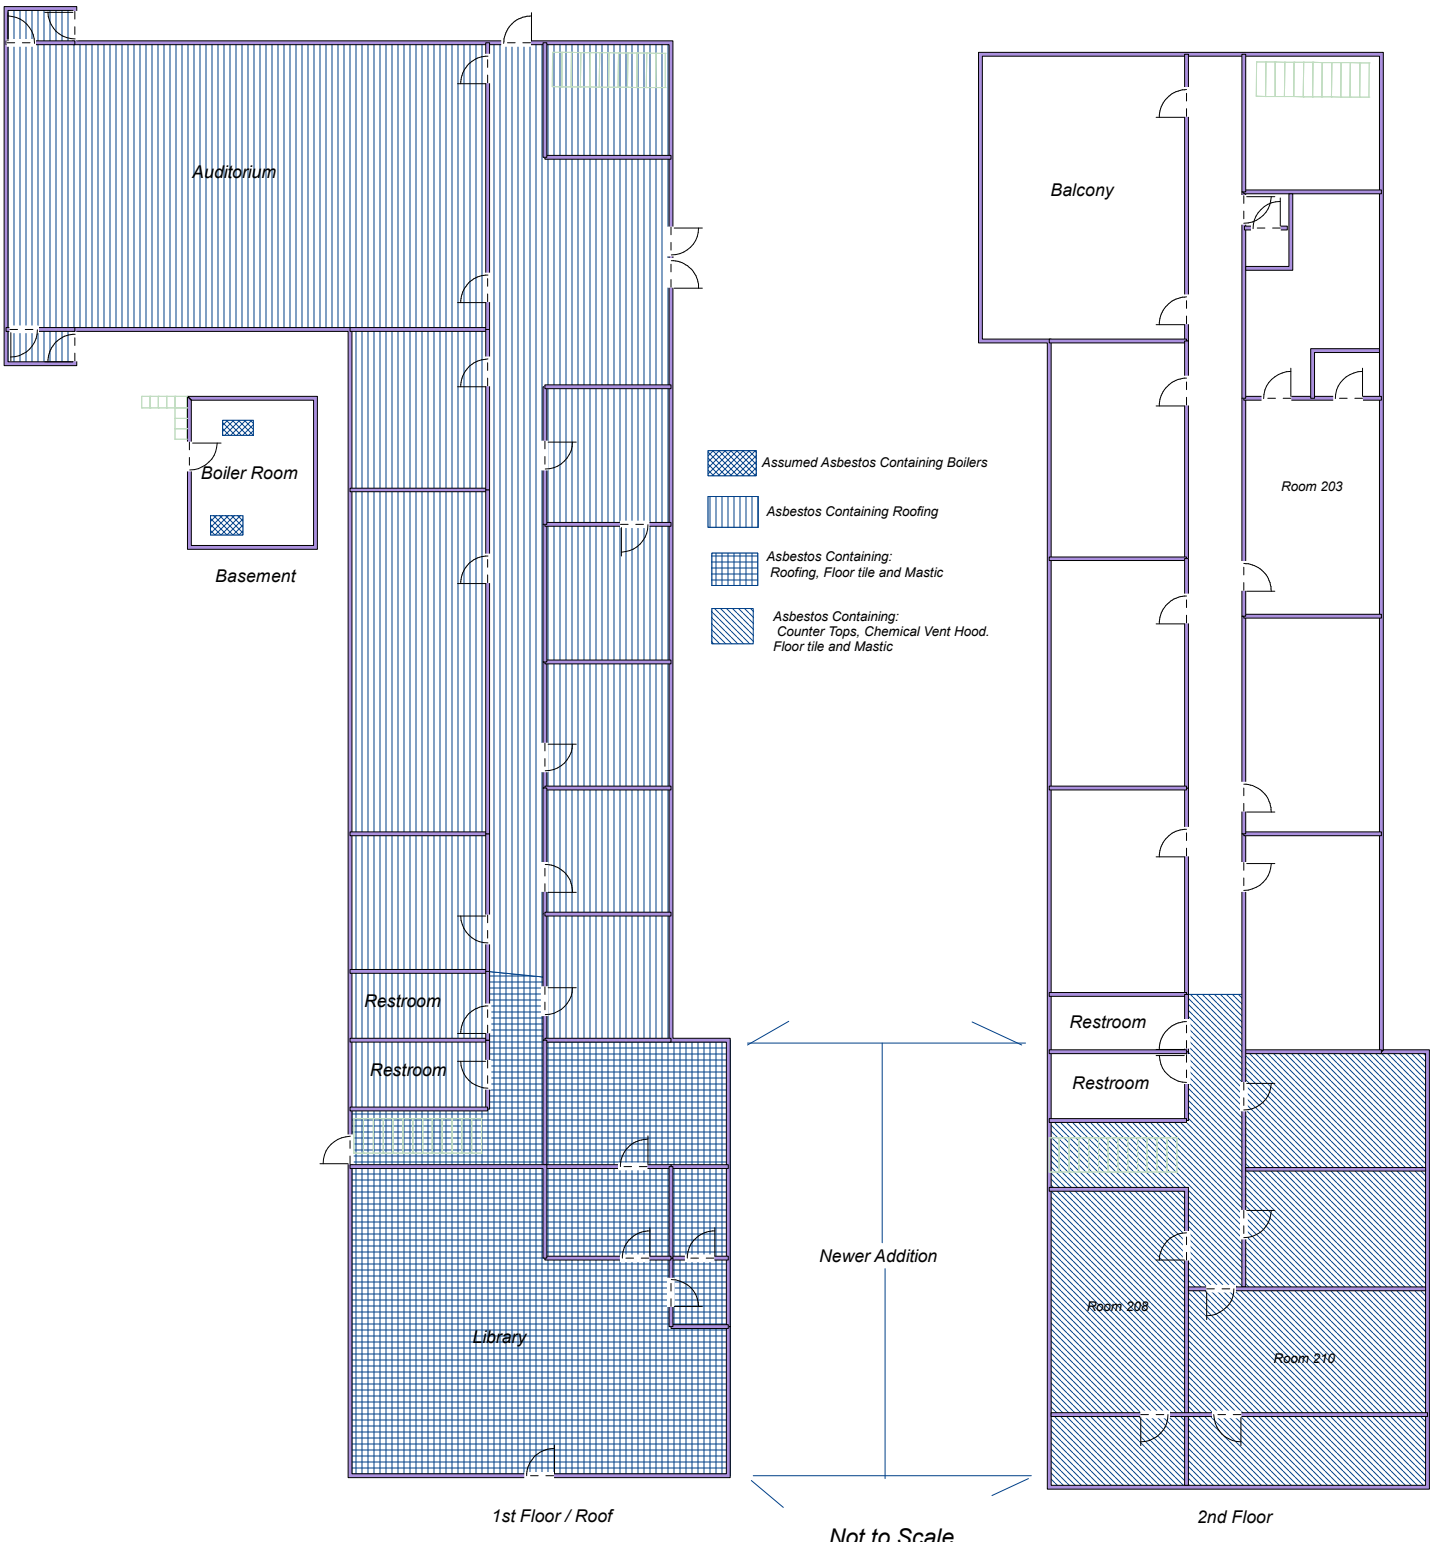 Auditorium
Balcony
Boiler Room
Basement
Assumed Asbestos Containing Boilers
Asbestos Containing Roofing
Asbestos Containing:
Roofing, Floor tile and Mastic
Asbestos Containing:
Counter Tops, Chemical Vent Hood.
Floor tile and Mastic
Room 203
Restroom
Restroom
Restroom
Restroom
Newer Addition
Library
Room 208
Room 210
1st Floor / Roof
2nd Floor
Not to Scale